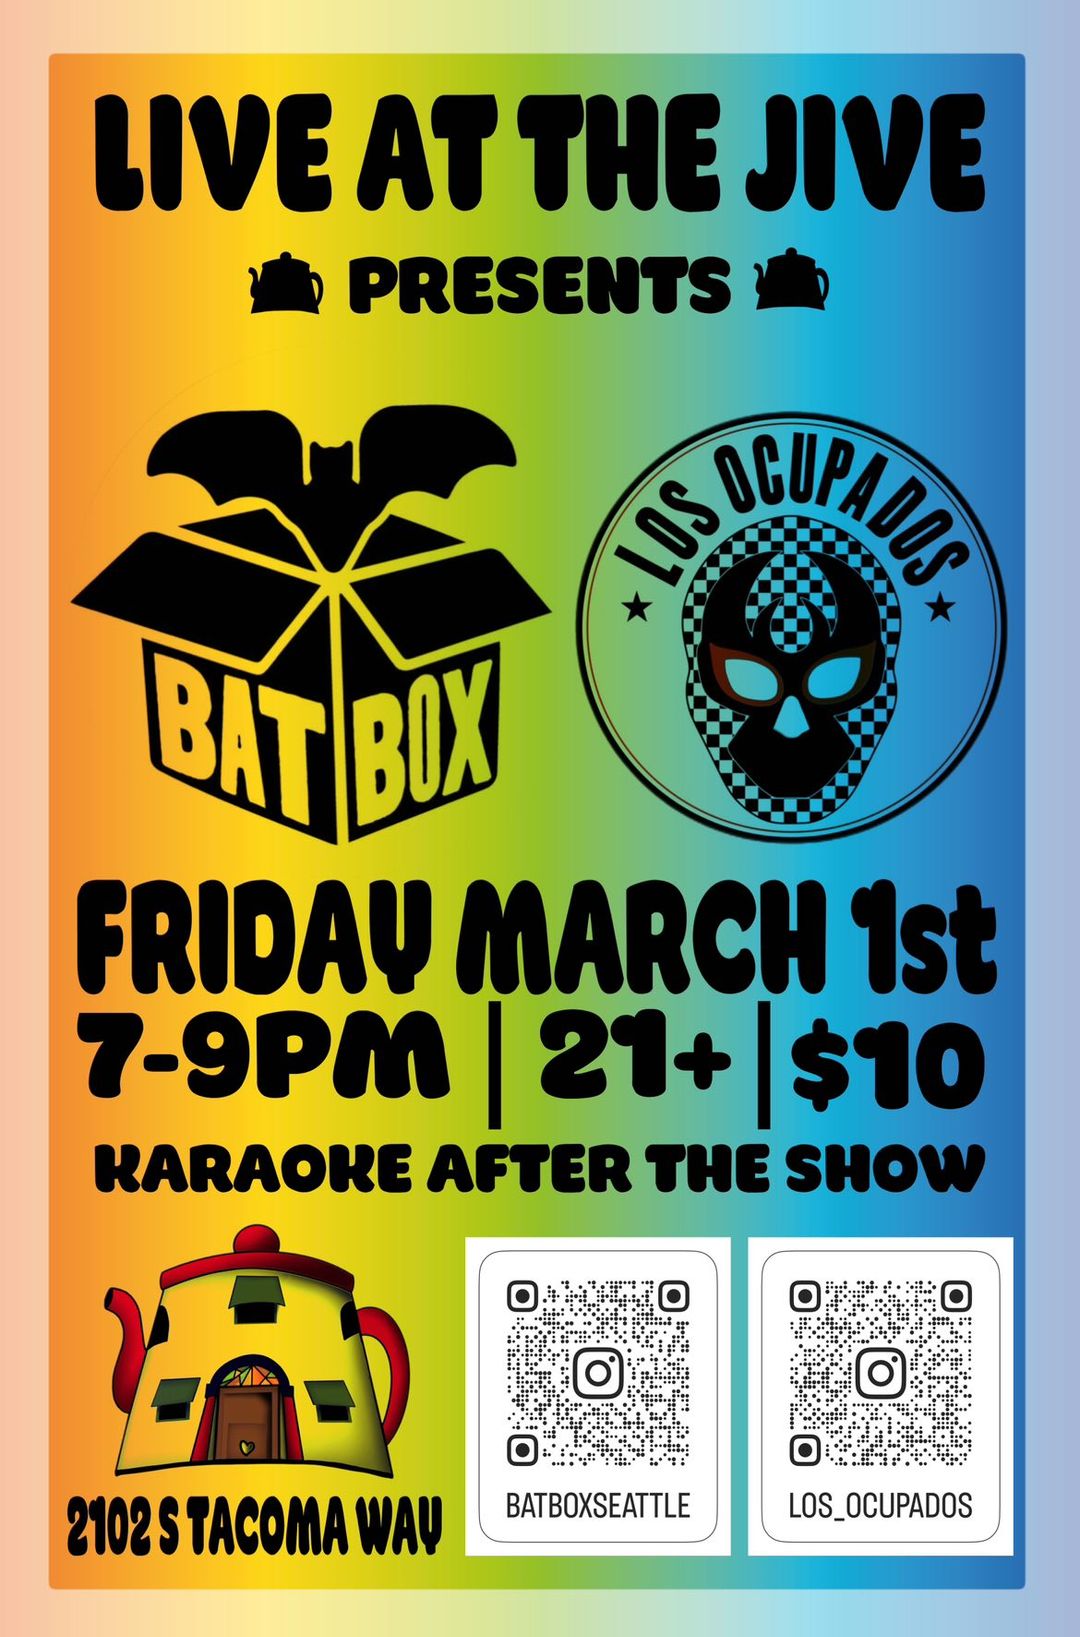 LIVE AT THE JIVE
PRESENTS
BAT BOX
LOS OCUPADOS
FRIDAY MARCH 1st
7-9PM | 21+ | $10
KARAOKE AFTER THE SHOW
2102 S TACOMA WAY
BATBOXSEATTLE
LOS_OCUPADOS